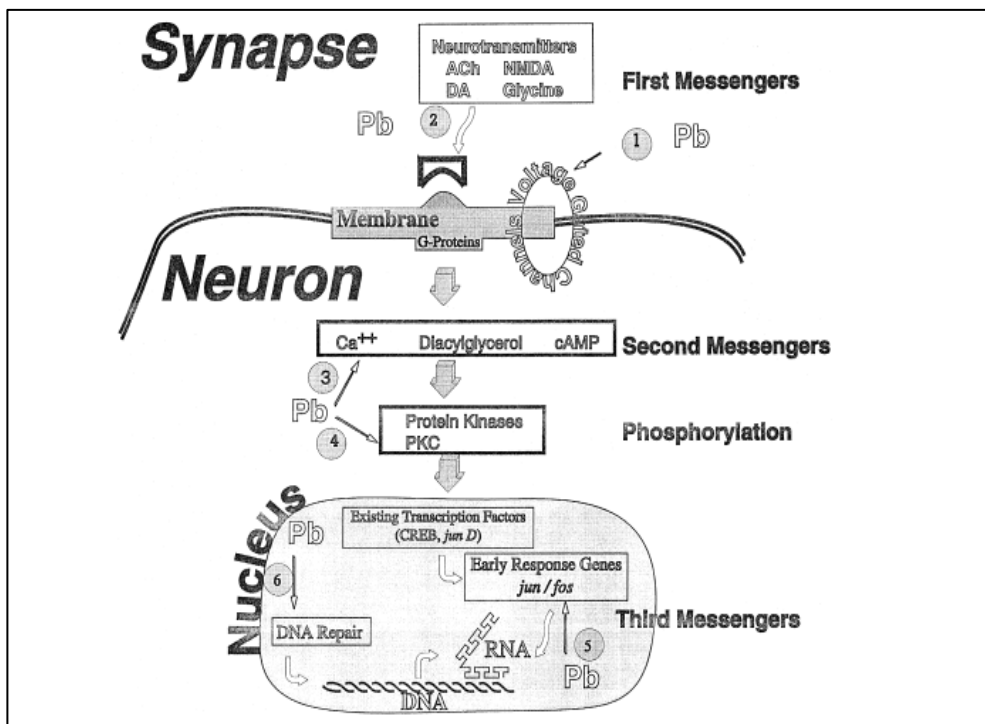 Synapse
Neurotransmitters
ACh NMDA
DA Glycine
First Messengers
Pb
2
1
Pb
Voltage Gated Channels
Membrane
G-Proteins
Neuron
Ca++ Diacylglycerol cAMP
Second Messengers
3
Pb
4
Protein Kinases
PKC
Phosphorylation
Nucleus
Pb
Existing Transcription Factors
(CREB, jun D)
6
Early Response Genes
jun / fos
DNA Repair
Third Messengers
RNA
5
Pb
DNA